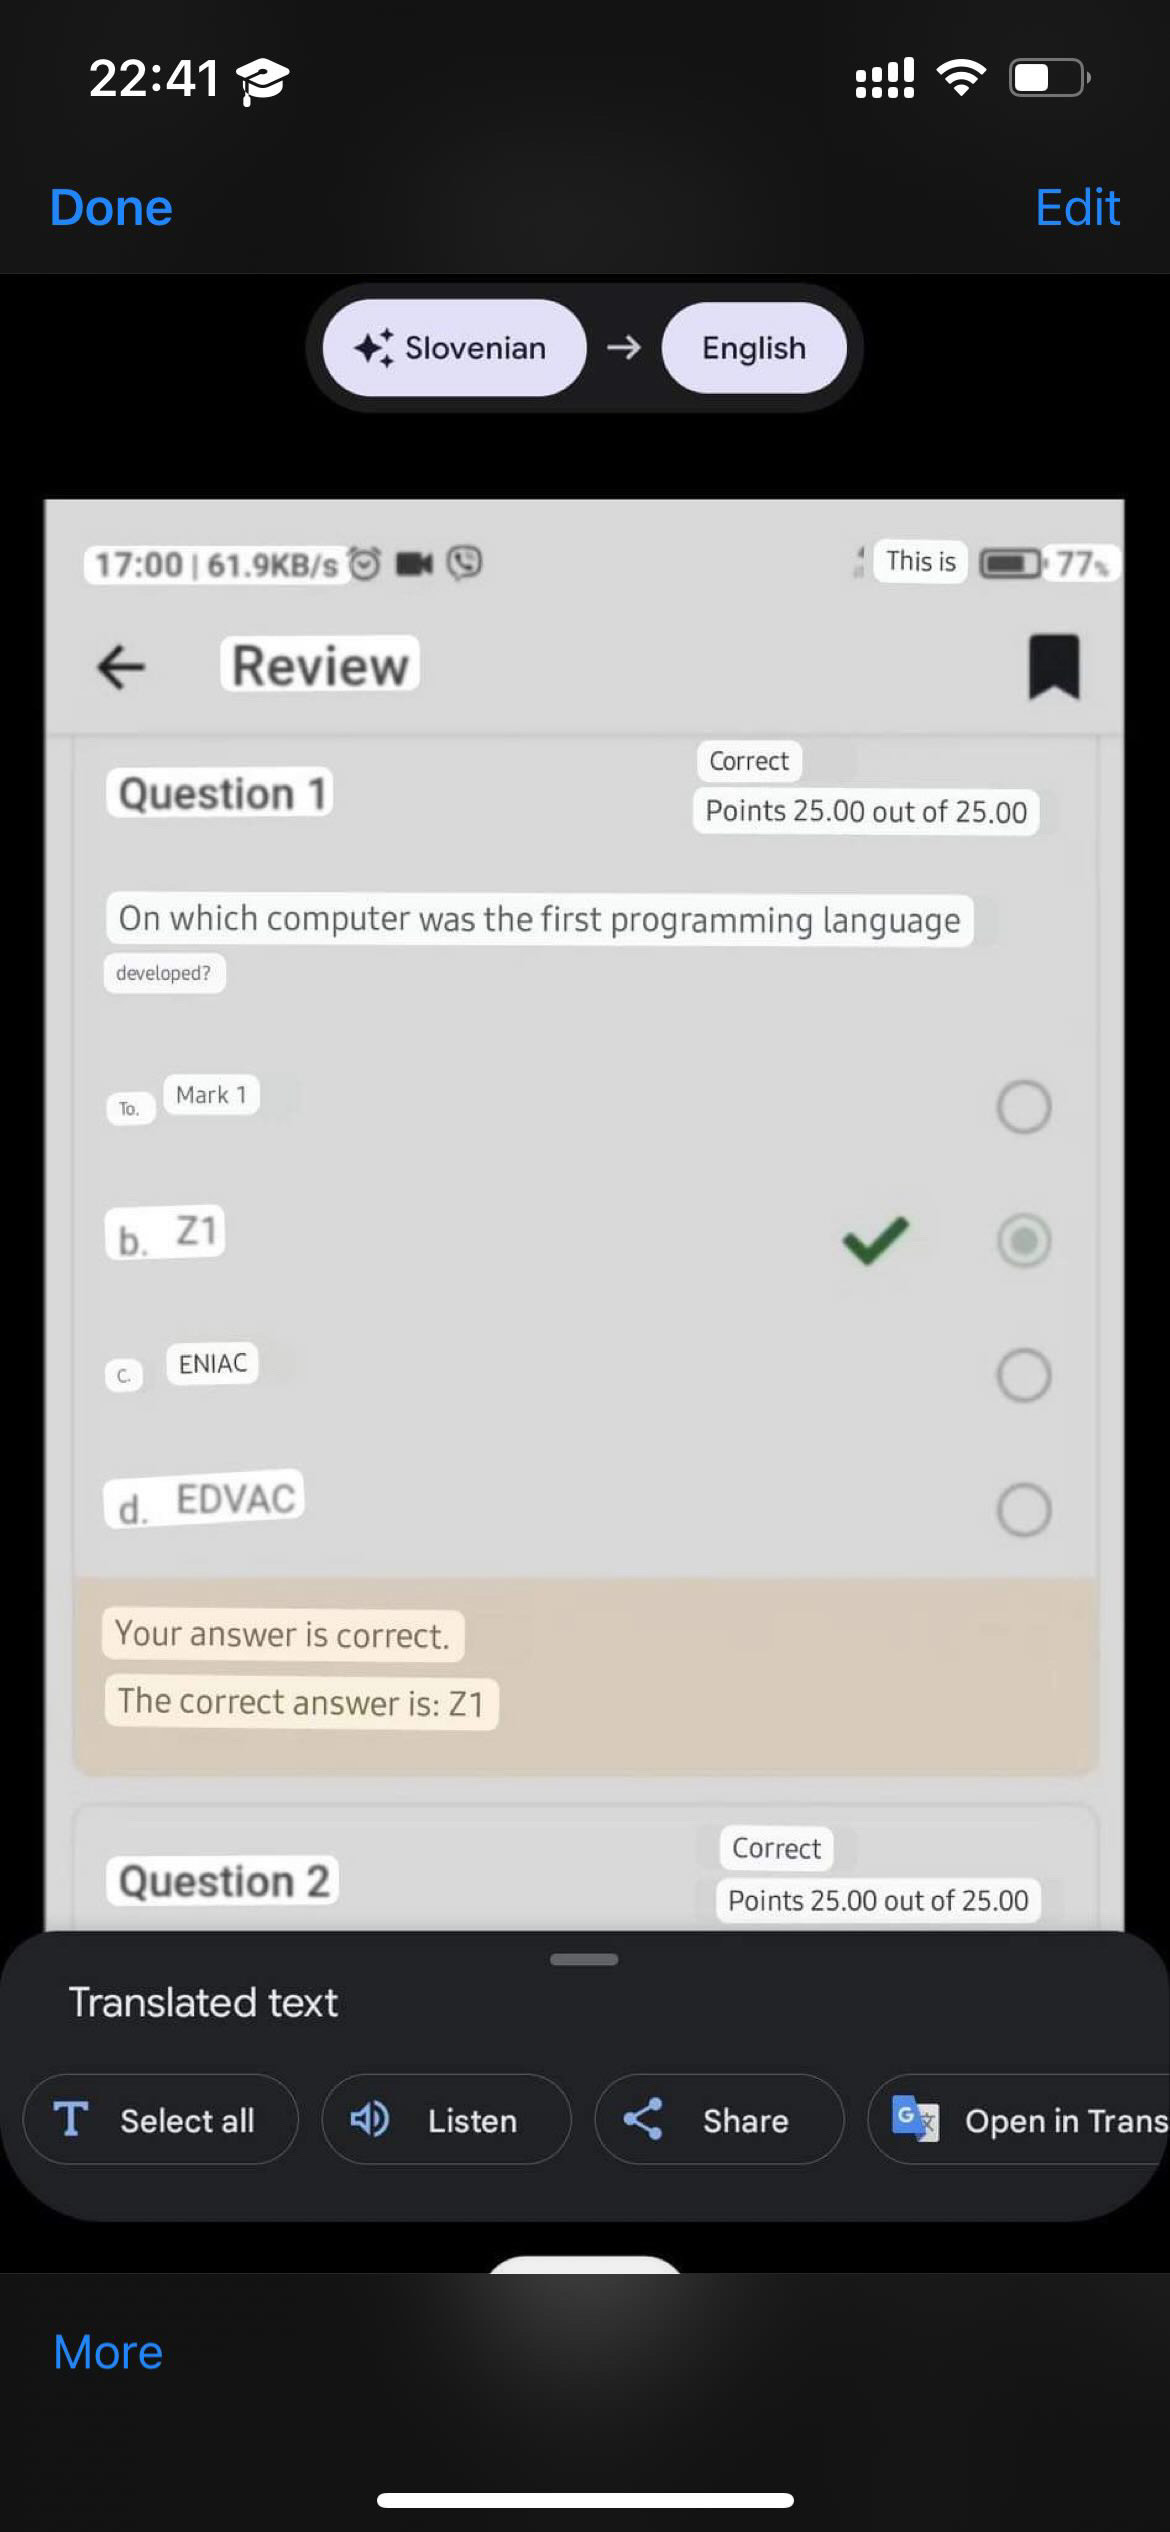 22:41
Done
Edit
Slovenian → English
17:00 | 61.9KB/s
This is
77%
Review
Question 1
Correct
Points 25.00 out of 25.00
On which computer was the first programming language
developed?
To. Mark 1
b. Z1
c. ENIAC
d. EDVAC
Your answer is correct.
The correct answer is: Z1
Question 2
Correct
Points 25.00 out of 25.00
Translated text
Select all
Listen
Share
Open in Trans
More